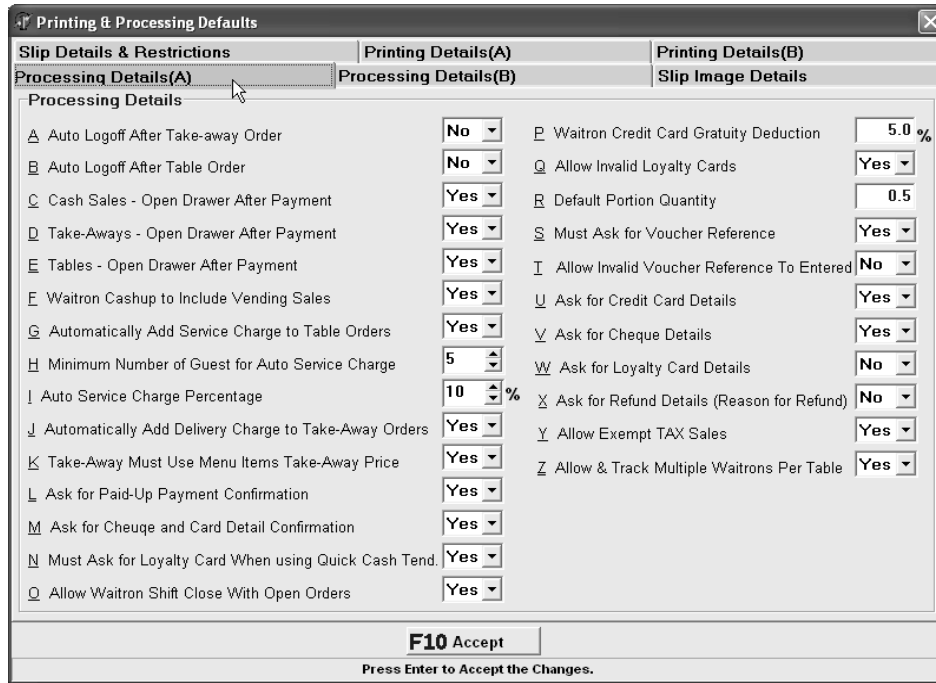 Printing & Processing Defaults
Slip Details & Restrictions Printing Details(A) Printing Details(B)
Processing Details(A) Processing Details(B) Slip Image Details
Processing Details
A Auto Logoff After Take-away Order No
B Auto Logoff After Table Order No
C Cash Sales - Open Drawer After Payment Yes
D Take-Aways - Open Drawer After Payment Yes
E Tables - Open Drawer After Payment Yes
F Waitron Cashup to Include Vending Sales Yes
G Automatically Add Service Charge to Table Orders Yes
H Minimum Number of Guest for Auto Service Charge 5
I Auto Service Charge Percentage 10 %
J Automatically Add Delivery Charge to Take-Away Orders Yes
K Take-Away Must Use Menu Items Take-Away Price Yes
L Ask for Paid-Up Payment Confirmation Yes
M Ask for Cheuqe and Card Detail Confirmation Yes
N Must Ask for Loyalty Card When using Quick Cash Tend. Yes
O Allow Waitron Shift Close With Open Orders Yes
P Waitron Credit Card Gratuity Deduction 5.0 %
Q Allow Invalid Loyalty Cards Yes
R Default Portion Quantity 0.5
S Must Ask for Voucher Reference Yes
T Allow Invalid Voucher Reference To Entered No
U Ask for Credit Card Details Yes
V Ask for Cheque Details Yes
W Ask for Loyalty Card Details No
X Ask for Refund Details (Reason for Refund) No
Y Allow Exempt TAX Sales Yes
Z Allow & Track Multiple Waitrons Per Table Yes
F10 Accept
Press Enter to Accept the Changes.